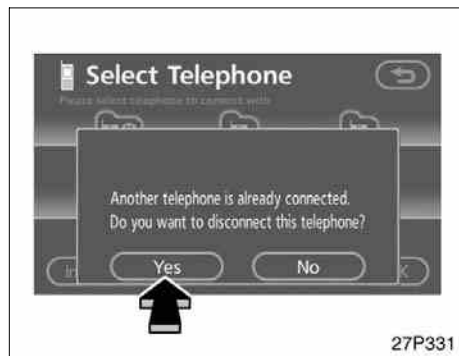 Select Telephone
Please select telephone to connect with
Another telephone is already connected.
Do you want to disconnect this telephone?
Yes
No
27P331